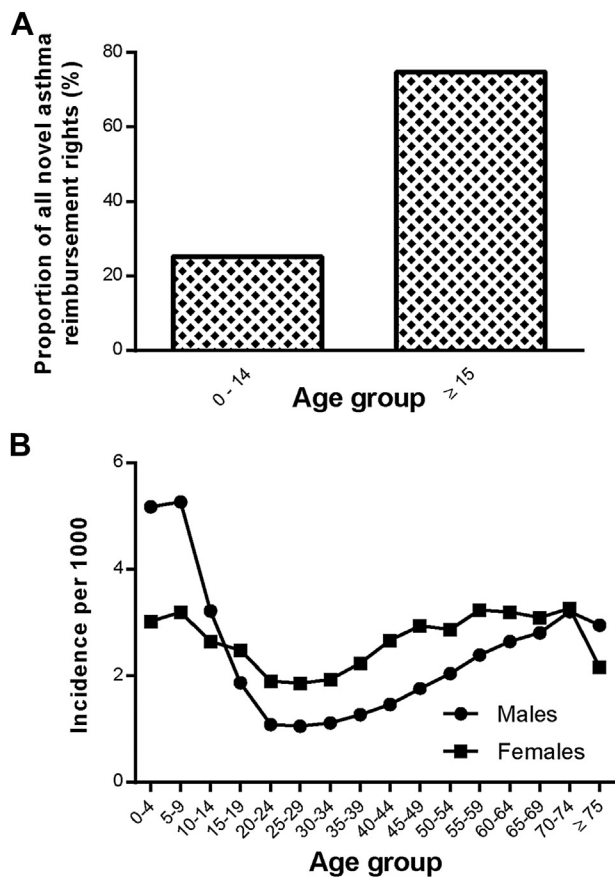 A
Proportion of all novel asthma
reimbursement rights (%)
80
60
40
20
0
0 - 14
≥ 15
Age group
B
Incidence per 1000
6
4
2
0
Males
Females
0-4
5-9
10-14
15-19
20-24
25-29
30-34
35-39
40-44
45-49
50-54
55-59
60-64
65-69
70-74
≥ 75
Age group